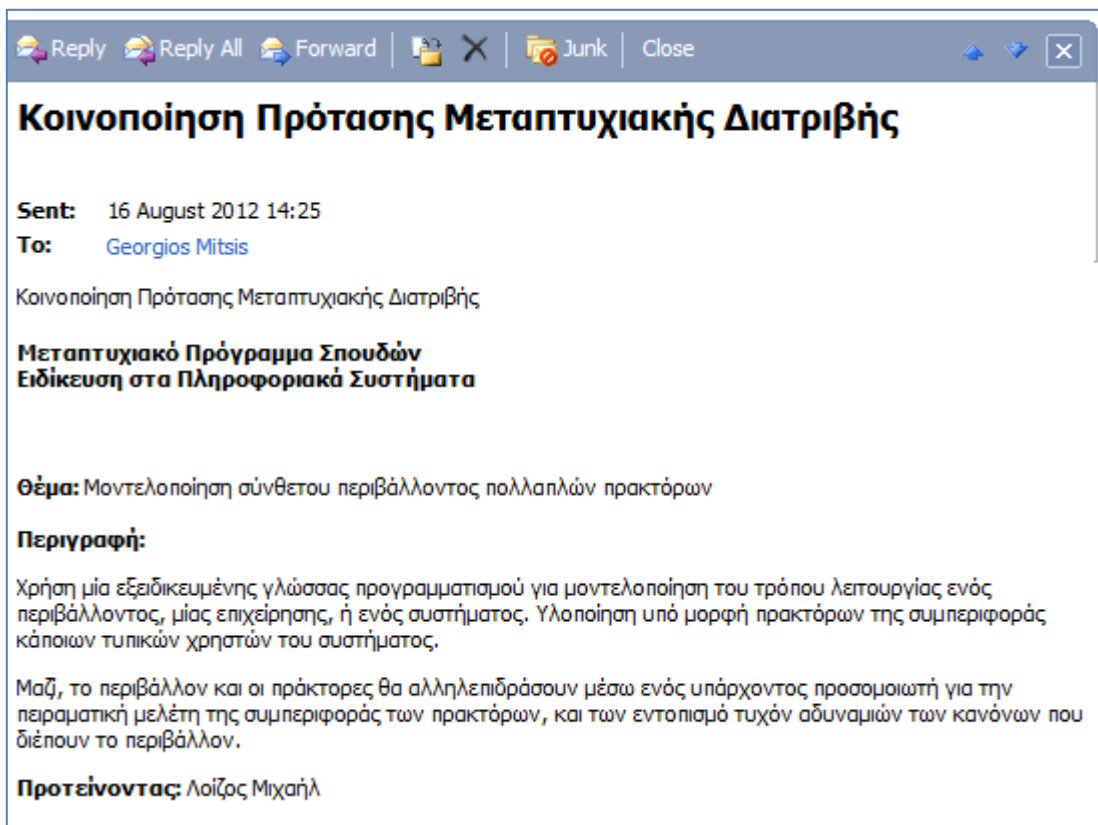 Reply Reply All Forward Junk Close
Κοινοποίηση Πρότασης Μεταπτυχιακής Διατριβής
Sent: 16 August 2012 14:25
To: Georgios Mitsis
Κοινοποίηση Πρότασης Μεταπτυχιακής Διατριβής
Μεταπτυχιακό Πρόγραμμα Σπουδών
Ειδίκευση στα Πληροφοριακά Συστήματα
Θέμα: Μοντελοποίηση σύνθετου περιβάλλοντος πολλαπλών πρακτόρων
Περιγραφή:
Χρήση μία εξειδικευμένης γλώσσας προγραμματισμού για μοντελοποίηση του τρόπου λειτουργίας ενός
περιβάλλοντος, μίας επιχείρησης, ή ενός συστήματος. Υλοποίηση υπό μορφή πρακτόρων της συμπεριφοράς
κάποιων τυπικών χρηστών του συστήματος.
Μαζί, το περιβάλλον και οι πράκτορες θα αλληλεπιδράσουν μέσω ενός υπάρχοντος προσομοιωτή για την
πειραματική μελέτη της συμπεριφοράς των πρακτόρων, και των εντοπισμό τυχόν αδυναμιών των κανόνων που
διέπουν το περιβάλλον.
Προτείνοντας: Λοίζος Μιχαήλ